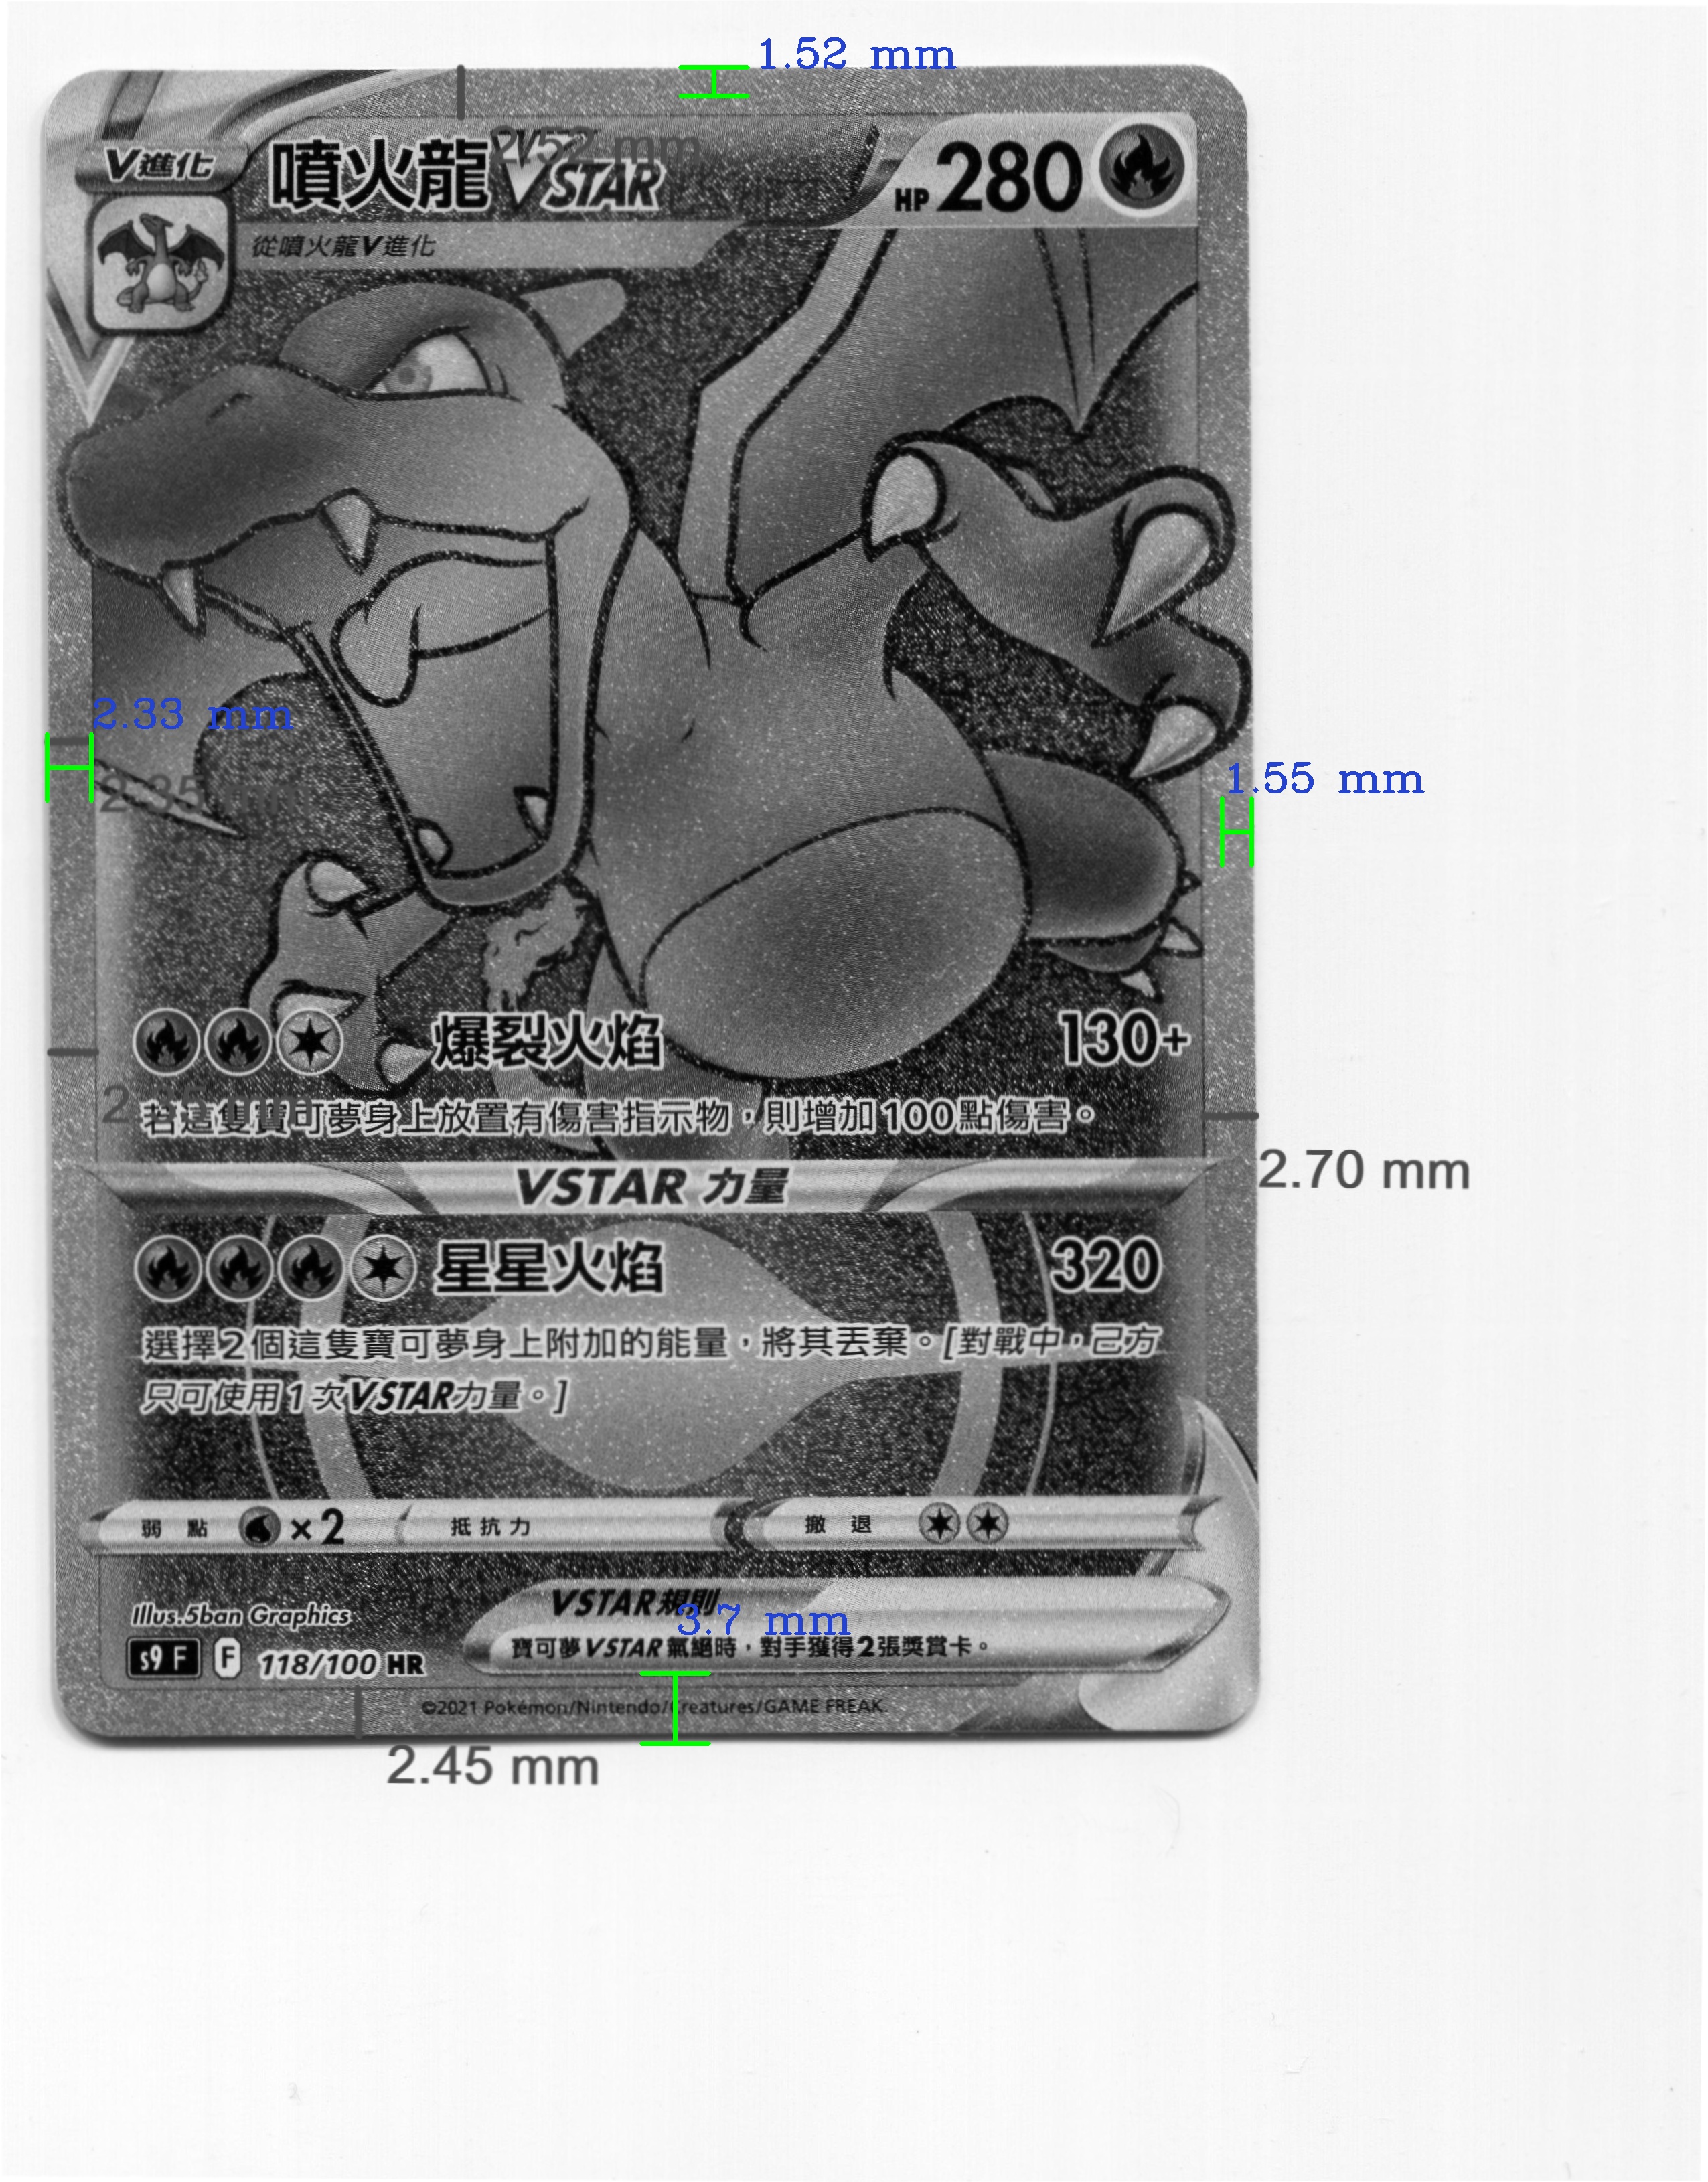 1.52 mm
V進化
噴火龍VSTAR
2.52 mm
HP 280
從噴火龍V進化
2.33 mm
2.35
1.55 mm
爆裂火焰 130+
若這隻寶可夢身上放置有傷害指示物，則增加100點傷害。
2.70 mm
VSTAR 力量
星星火焰 320
選擇2個這隻寶可夢身上附加的能量，將其丟棄。[對戰中，己方
只可使用1次VSTAR力量。]
弱點 ×2 抵抗力 撤退
Illus.5ban Graphics
VSTAR規則
3.7 mm
寶可夢VSTAR氣絕時，對手獲得2張獎賞卡。
s9 F F 118/100 HR
©2021 Pokémon/Nintendo/Creatures/GAME FREAK.
2.45 mm